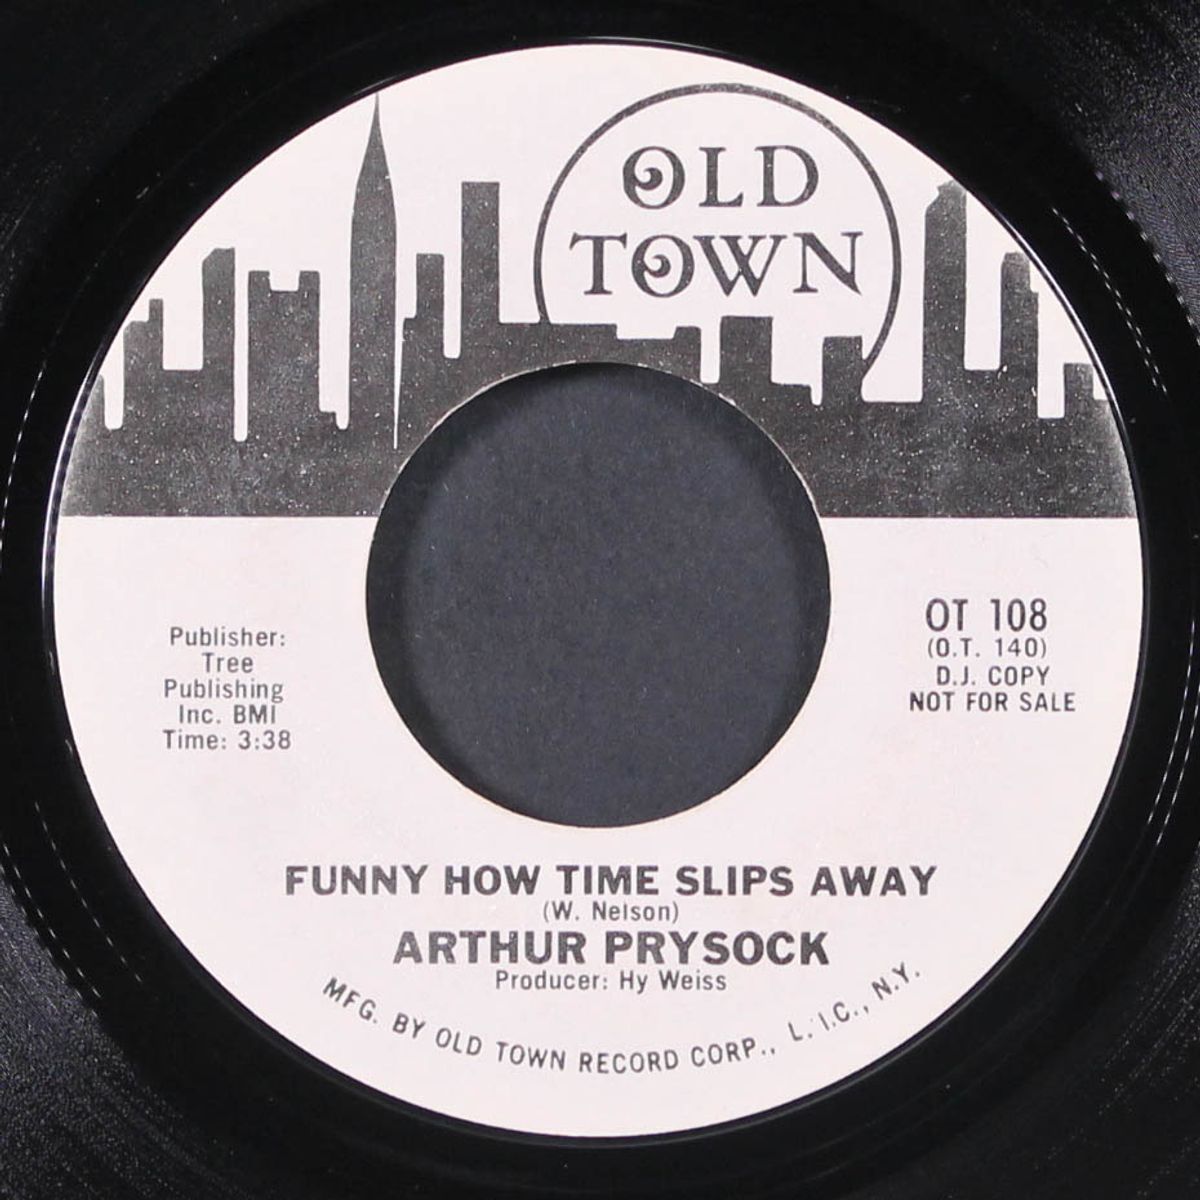 OLD
TOWN
Publisher:
Tree
Publishing
Inc. BMI
Time: 3:38
OT 108
(O.T. 140)
D.J. COPY
NOT FOR SALE
FUNNY HOW TIME SLIPS AWAY
(W. Nelson)
ARTHUR PRYSOCK
Producer: Hy Weiss
MFG. BY OLD TOWN RECORD CORP., L.I.C., N.Y.